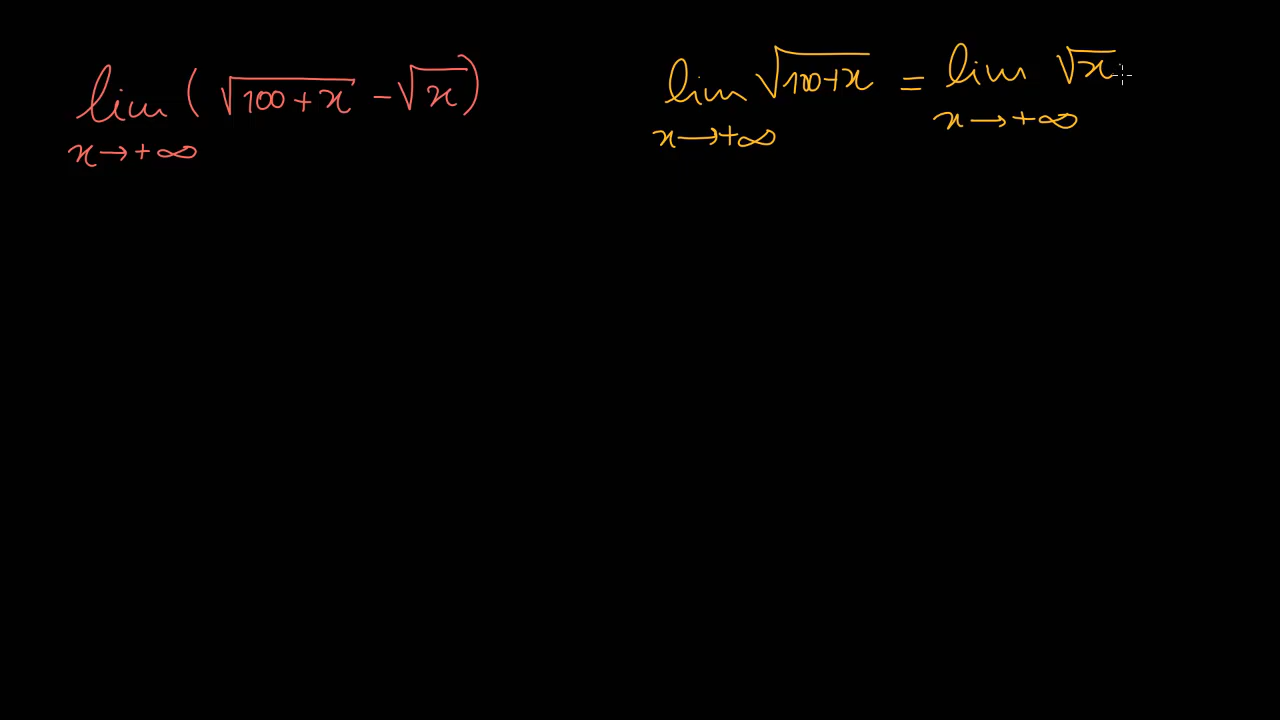 lim ( √(100 + x) - √x )
x → + ∞
lim √(100+x) = lim √x
x → +∞ x → +∞